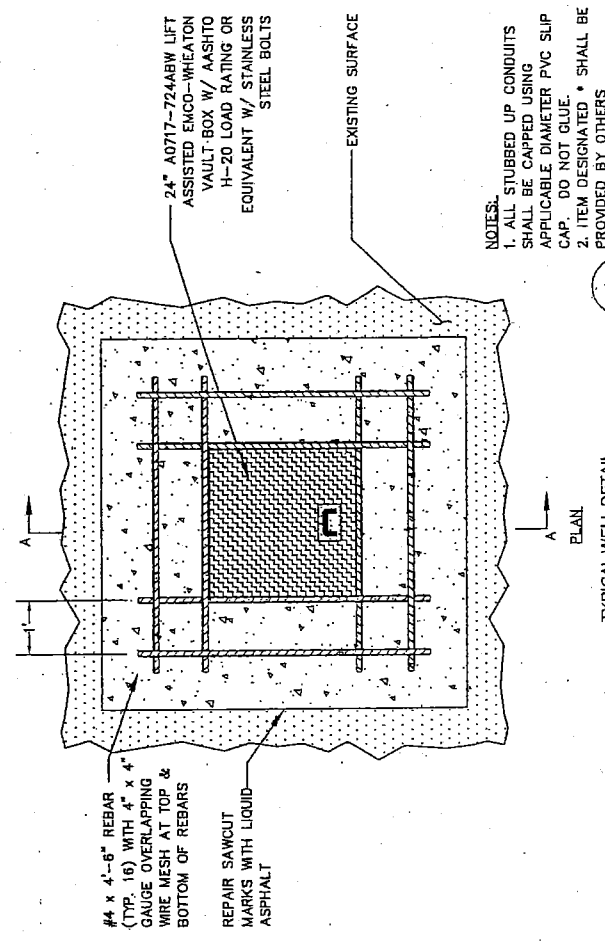 #4 x 4'-6" REBAR
(TYP. 16) WITH 4" x 4"
GAUGE OVERLAPPING
WIRE MESH AT TOP &
BOTTOM OF REBARS
REPAIR SAWCUT
MARKS WITH LIQUID
ASPHALT
1'
A
24" A0717-724ABW LIFT
ASSISTED EMCO-WHEATON
VAULT BOX W/ AASHTO
H-20 LOAD RATING OR
EQUIVALENT W/ STAINLESS
STEEL BOLTS
EXISTING SURFACE
A
PLAN
NOTES:
1. ALL STUBBED UP CONDUITS
SHALL BE CAPPED USING
APPLICABLE DIAMETER PVC SLIP
CAP. DO NOT GLUE.
2. ITEM DESIGNATED * SHALL BE
PROVIDED BY OTHERS
TYPICAL WELL DETAIL